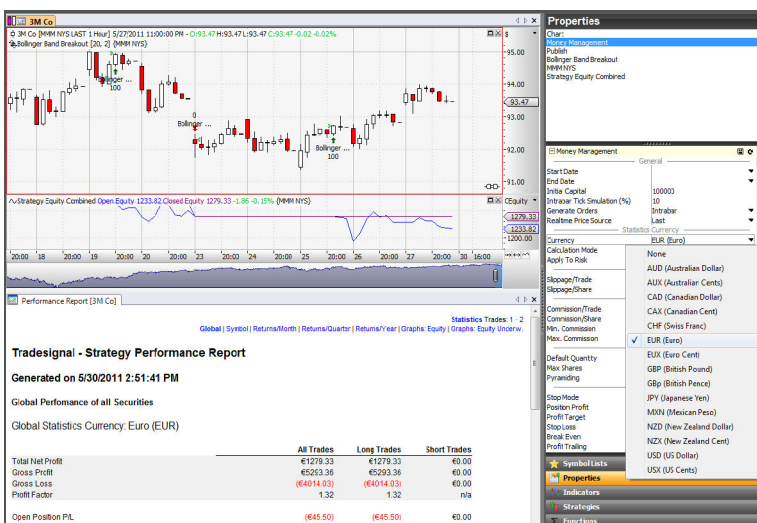 3M Co
3M Co [MMM NYS LAST 1 Hour] 5/27/2011 11:00:00 PM - O:93.47 H:93.47 L:93.47 C:93.47 -0.02 -0.02%
Bollinger Band Breakout [20, 2] {MMM NYS}
$
95.00
94.00
93.47
93.00
92.00
91.00
Bollinger ...
100
0
Bollinger ...
Bollinger ...
100
Strategy Equity Combined Open Equity 1233.82 Closed Equity 1279.33 -1.86 -0.15% {MMM NYS}
CEquity
1279.33
1233.82
1200.00
20:00 18 20:00 19 20:00 20 20:00 23 20:00 24 20:00 25 20:00 26 20:00 27 20:00 30 16:00
Performance Report [3M Co]
Statistics Trades: 1 - 2
Global | Symbol | Returns/Month | Returns/Quarter | Returns/Year | Graphs: Equity | Graphs: Equity Uncerw.
Tradesignal - Strategy Performance Report
Generated on 5/30/2011 2:51:41 PM
Global Perfomance of all Securities
Global Statistics Currency: Euro (EUR)
All Trades Long Trades Short Trades
Total Net Profit €1279.33 €1279.33 €0.00
Gross Profit €5293.36 €5293.36 €0.00
Gross Loss (€4014.03) (€4014.03) €0.00
Profit Factor 1.32 1.32 n/a
Open Position P/L (€45.50) (€45.50) €0.00
Properties
Chart
Money Management
Publish
Bollinger Band Breakout
MMM NYS
Strategy Equity Combined
Money Management
General
Start Date
End Date
Initial Capital 100000
Intrabar Tick Simulation (%) 10
Generate Orders Intrabar
Realtime Price Source Last
Statistics Currency
Currency EUR (Euro)
Calculation Mode
Apply To Risk
Slippage/Trade
Slippage/Share
Commission/Trade
Commission/Share
Min. Commission
Max. Commisson
Default Quantity
Max Shares
Pyramiding
Stop Mode
Position Profit
Profit Target
Stop Loss
Break Even
Profit Trailing
None
AUD (Australian Dollar)
AUX (Australian Cents)
CAD (Canadian Dollar)
CAX (Canadian Cent)
CHF (Swiss Franc)
EUR (Euro)
EUX (Euro Cent)
GBP (British Pound)
GBp (British Pence)
JPY (Japanese Yen)
MXN (Mexican Peso)
NZD (New Zealand Dollar)
NZX (New Zealand Cent)
USD (US Dollar)
USX (US Cents)
Symbol Lists
Properties
Indicators
Strategies
Functions